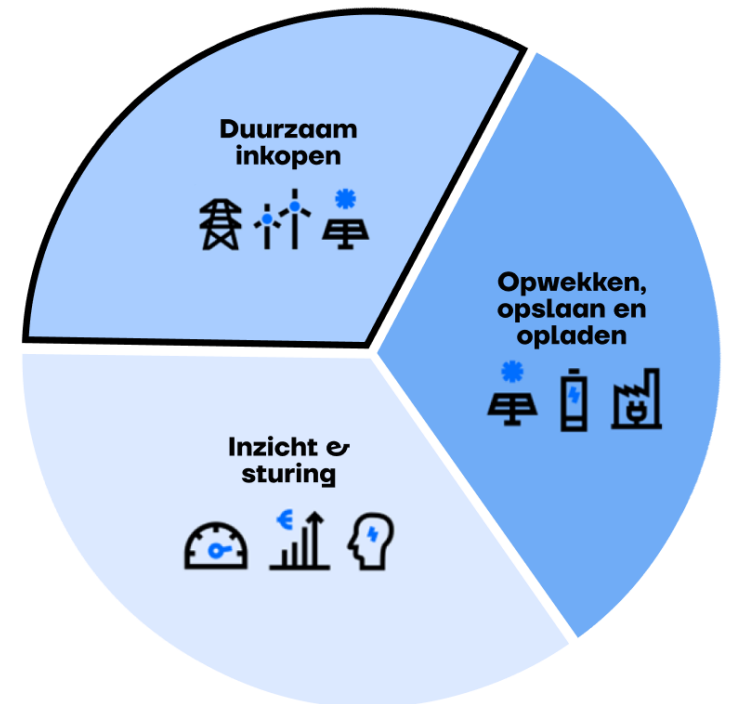 Duurzaam
inkopen
Opwekken,
opslaan en
opladen
Inzicht &
sturing